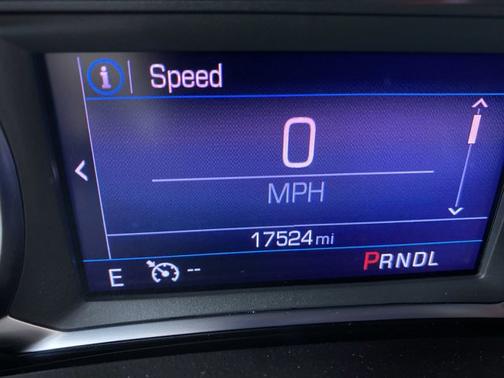 i Speed
0
MPH
17524 mi
E -- PRNDL